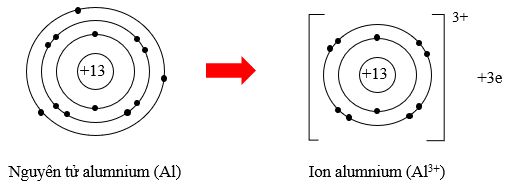 3+
+13
+13
+3e
Nguyên tử alumnium (Al)
Ion alumnium (Al³⁺)